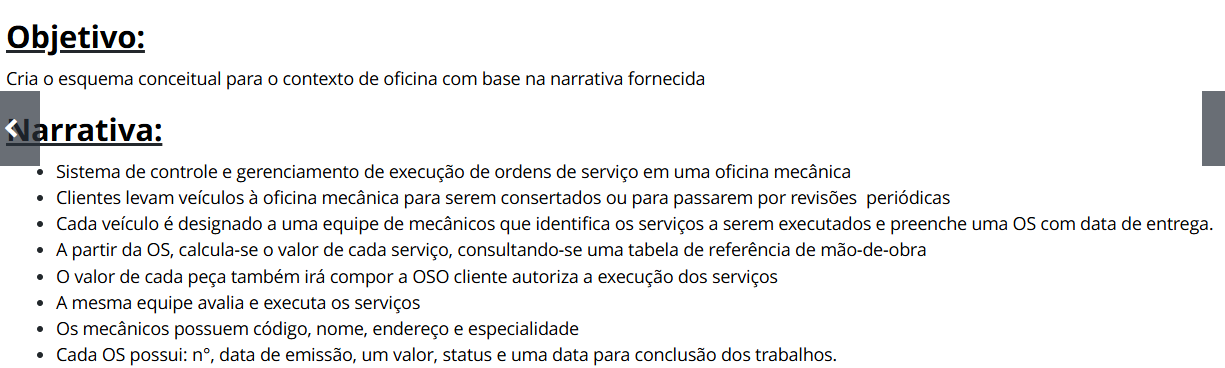 Objetivo:
Cria o esquema conceitual para o contexto de oficina com base na narrativa fornecida
Narrativa:
Sistema de controle e gerenciamento de execução de ordens de serviço em uma oficina mecânica
Clientes levam veículos à oficina mecânica para serem consertados ou para passarem por revisões  periódicas
Cada veículo é designado a uma equipe de mecânicos que identifica os serviços a serem executados e preenche uma OS com data de entrega.
A partir da OS, calcula-se o valor de cada serviço, consultando-se uma tabela de referência de mão-de-obra
O valor de cada peça também irá compor a OSO cliente autoriza a execução dos serviços
A mesma equipe avalia e executa os serviços
Os mecânicos possuem código, nome, endereço e especialidade
Cada OS possui: n°, data de emissão, um valor, status e uma data para conclusão dos trabalhos.